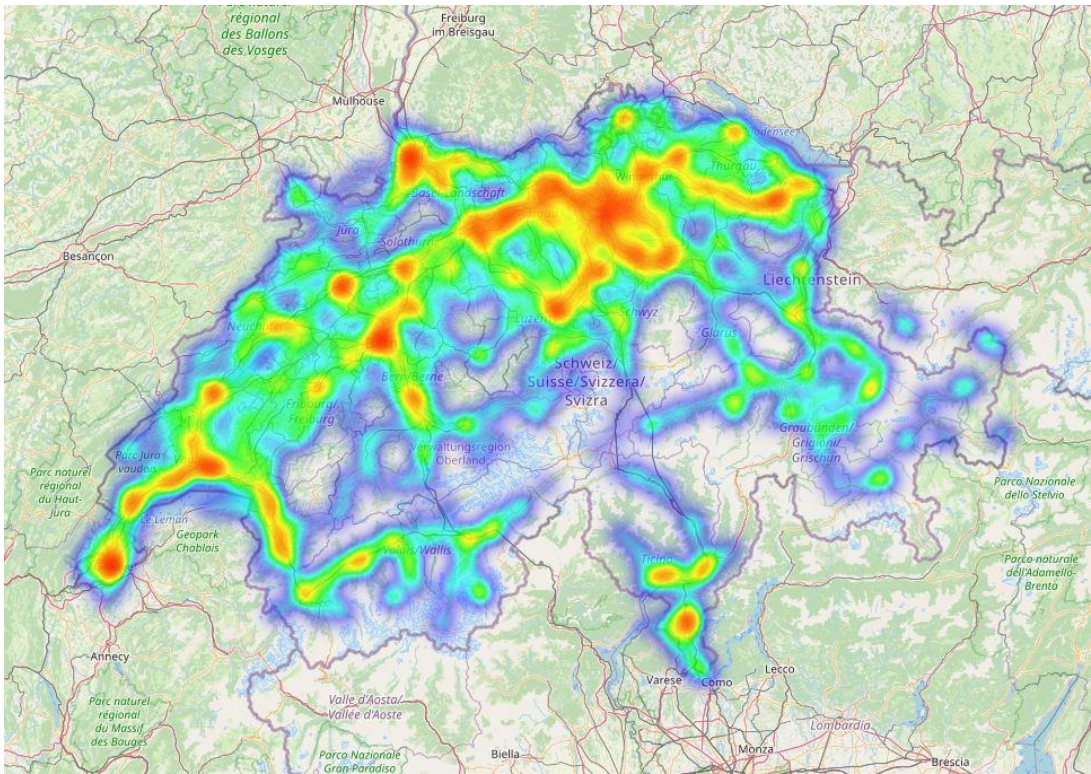 Parc naturel
régional
des Ballons
des Vosges
Freiburg
im Breisgau
Mulhouse
Bodensee
Thurgau
Winterthur
Basel-Landschaft
Jura
Solothurn
Besançon
Liechtenstein
Neuchâtel
Luzern
Schwyz
Glarus
Schweiz/
Suisse/Svizzera/
Svizra
Bern/Berne
Fribourg/
Freiburg
Graubünden/
Grigioni/
Grischun
Verwaltungsregion
Oberland
Parc Jura
vaudois
Parc naturel
régional
du Haut-
Jura
Parco Nazionale
dello Stelvio
Le Léman
Geopark
Chablais
Valais/Wallis
Ticino
Parco naturale
dell'Adamello-
Brenta
Annecy
Varese
Como
Lecco
Valle d'Aosta/
Vallée d'Aoste
Parc naturel
régional
du Massif
des Bauges
Lombardia
Biella
Monza
Parco Nazionale
Gran Paradiso
Brescia